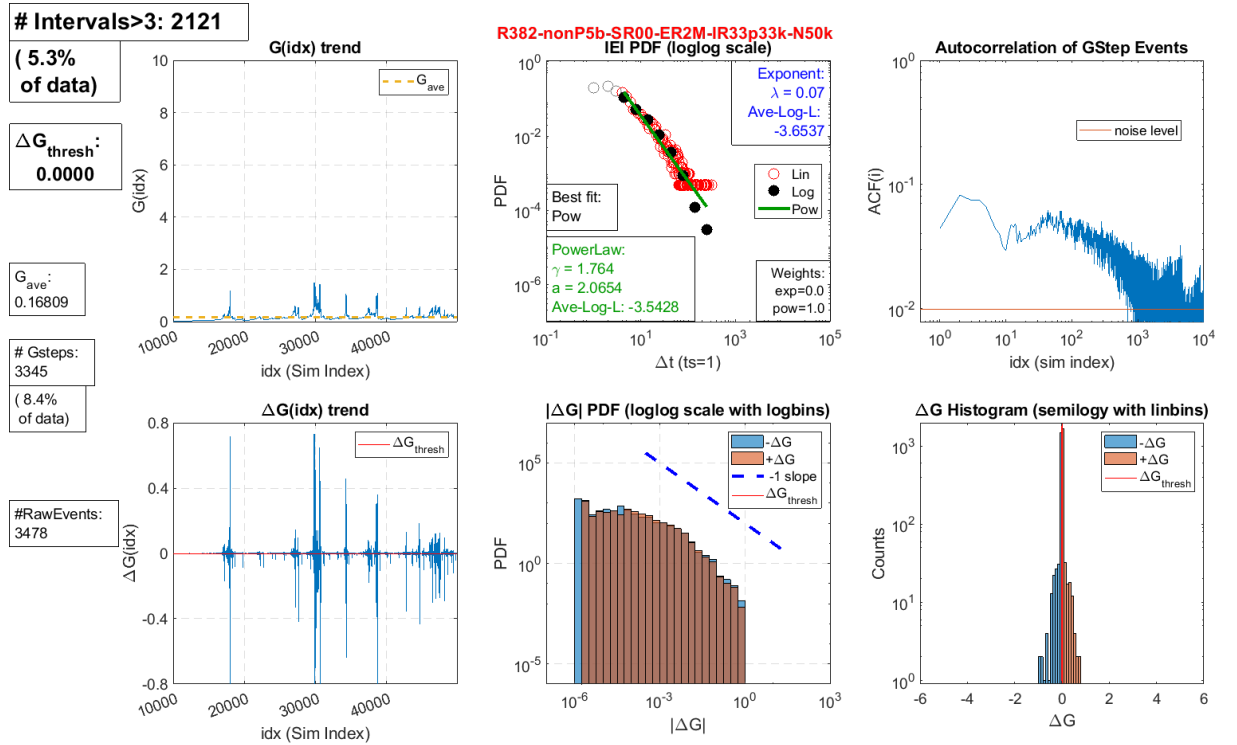 # Intervals>3: 2121
( 5.3%
of data)
ΔG_thresh:
0.0000
G_ave:
0.16809
# Gsteps:
3345
( 8.4%
of data)
#RawEvents:
3478
G(idx) trend
G_ave
G(idx)
10
8
6
4
2
0
10000
20000
30000
40000
idx (Sim Index)
R382-nonP5b-SR00-ER2M-IR33p33k-N50k
IEI PDF (loglog scale)
Exponent:
λ = 0.07
Ave-Log-L:
-3.6537
Lin
Log
Pow
Best fit:
Pow
PowerLaw:
γ = 1.764
a = 2.0654
Ave-Log-L: -3.5428
Weights:
exp=0.0
pow=1.0
PDF
10^0
10^-2
10^-4
10^-6
10^-1
10^1
10^3
10^5
Δt (ts=1)
Autocorrelation of GStep Events
noise level
ACF(i)
10^0
10^-1
10^-2
10^0
10^1
10^2
10^3
10^4
idx (sim index)
ΔG(idx) trend
ΔG_thresh
ΔG(idx)
0.8
0.4
0
-0.4
-0.8
10000
20000
30000
40000
idx (Sim Index)
|ΔG| PDF (loglog scale with logbins)
-ΔG
+ΔG
-1 slope
ΔG_thresh
PDF
10^5
10^0
10^-5
10^-6
10^-3
10^0
10^3
|ΔG|
ΔG Histogram (semilogy with linbins)
-ΔG
+ΔG
ΔG_thresh
Counts
10^3
10^2
10^1
10^0
-6
-4
-2
0
2
4
6
ΔG